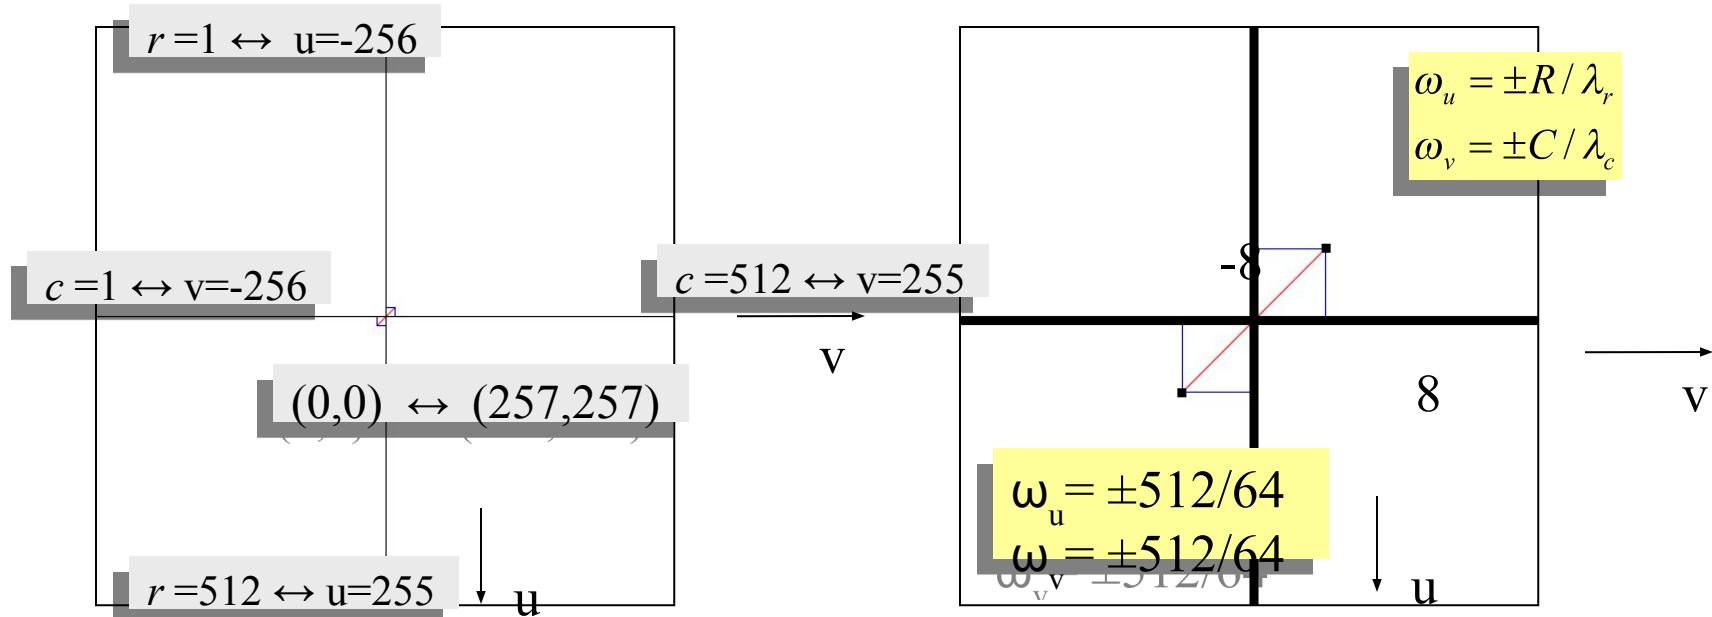 r =1 ↔ u=-256
c =1 ↔ v=-256
c =512 ↔ v=255
v
(0,0) ↔ (257,257)
r =512 ↔ u=255
u
ω_u = ±R / λ_r
ω_v = ±C / λ_c
-8
8
v
ω_u= ±512/64
ω_v= ±512/64
u